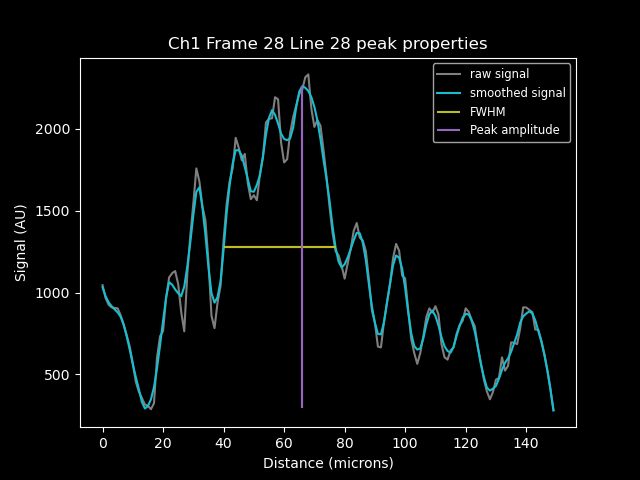 Ch1 Frame 28 Line 28 peak properties
raw signal
smoothed signal
FWHM
Peak amplitude
Signal (AU)
2000
1500
1000
500
0 20 40 60 80 100 120 140
Distance (microns)